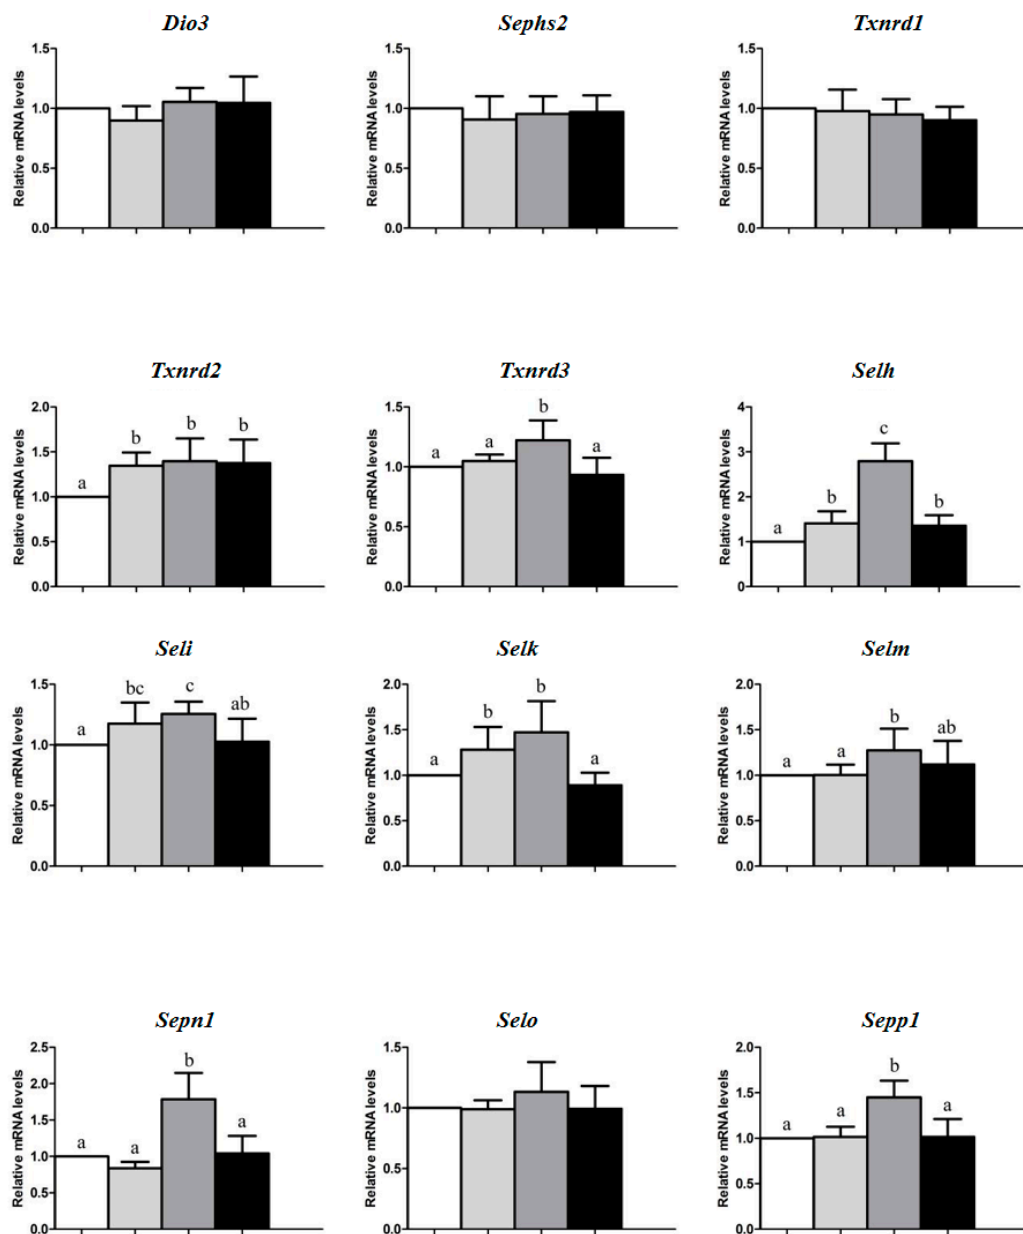 Dio3
Sephs2
Txnrd1
Relative mRNA levels
1.5
1.0
0.5
0.0
Relative mRNA levels
1.5
1.0
0.5
0.0
Relative mRNA levels
1.5
1.0
0.5
0.0
Txnrd2
Txnrd3
Selh
Relative mRNA levels
2.0
1.5
1.0
0.5
0.0
a
b
b
b
Relative mRNA levels
1.5
1.0
0.5
0.0
a
a
b
a
Relative mRNA levels
4
3
2
1
0
a
b
c
b
Seli
Selk
Selm
Relative mRNA levels
1.5
1.0
0.5
0.0
a
bc
c
ab
Relative mRNA levels
2.0
1.5
1.0
0.5
0.0
a
b
b
a
Relative mRNA levels
2.0
1.5
1.0
0.5
0.0
a
a
b
ab
Sepn1
Selo
Sepp1
Relative mRNA levels
2.5
2.0
1.5
1.0
0.5
0.0
a
a
b
a
Relative mRNA levels
1.5
1.0
0.5
0.0
Relative mRNA levels
2.0
1.5
1.0
0.5
0.0
a
a
b
a